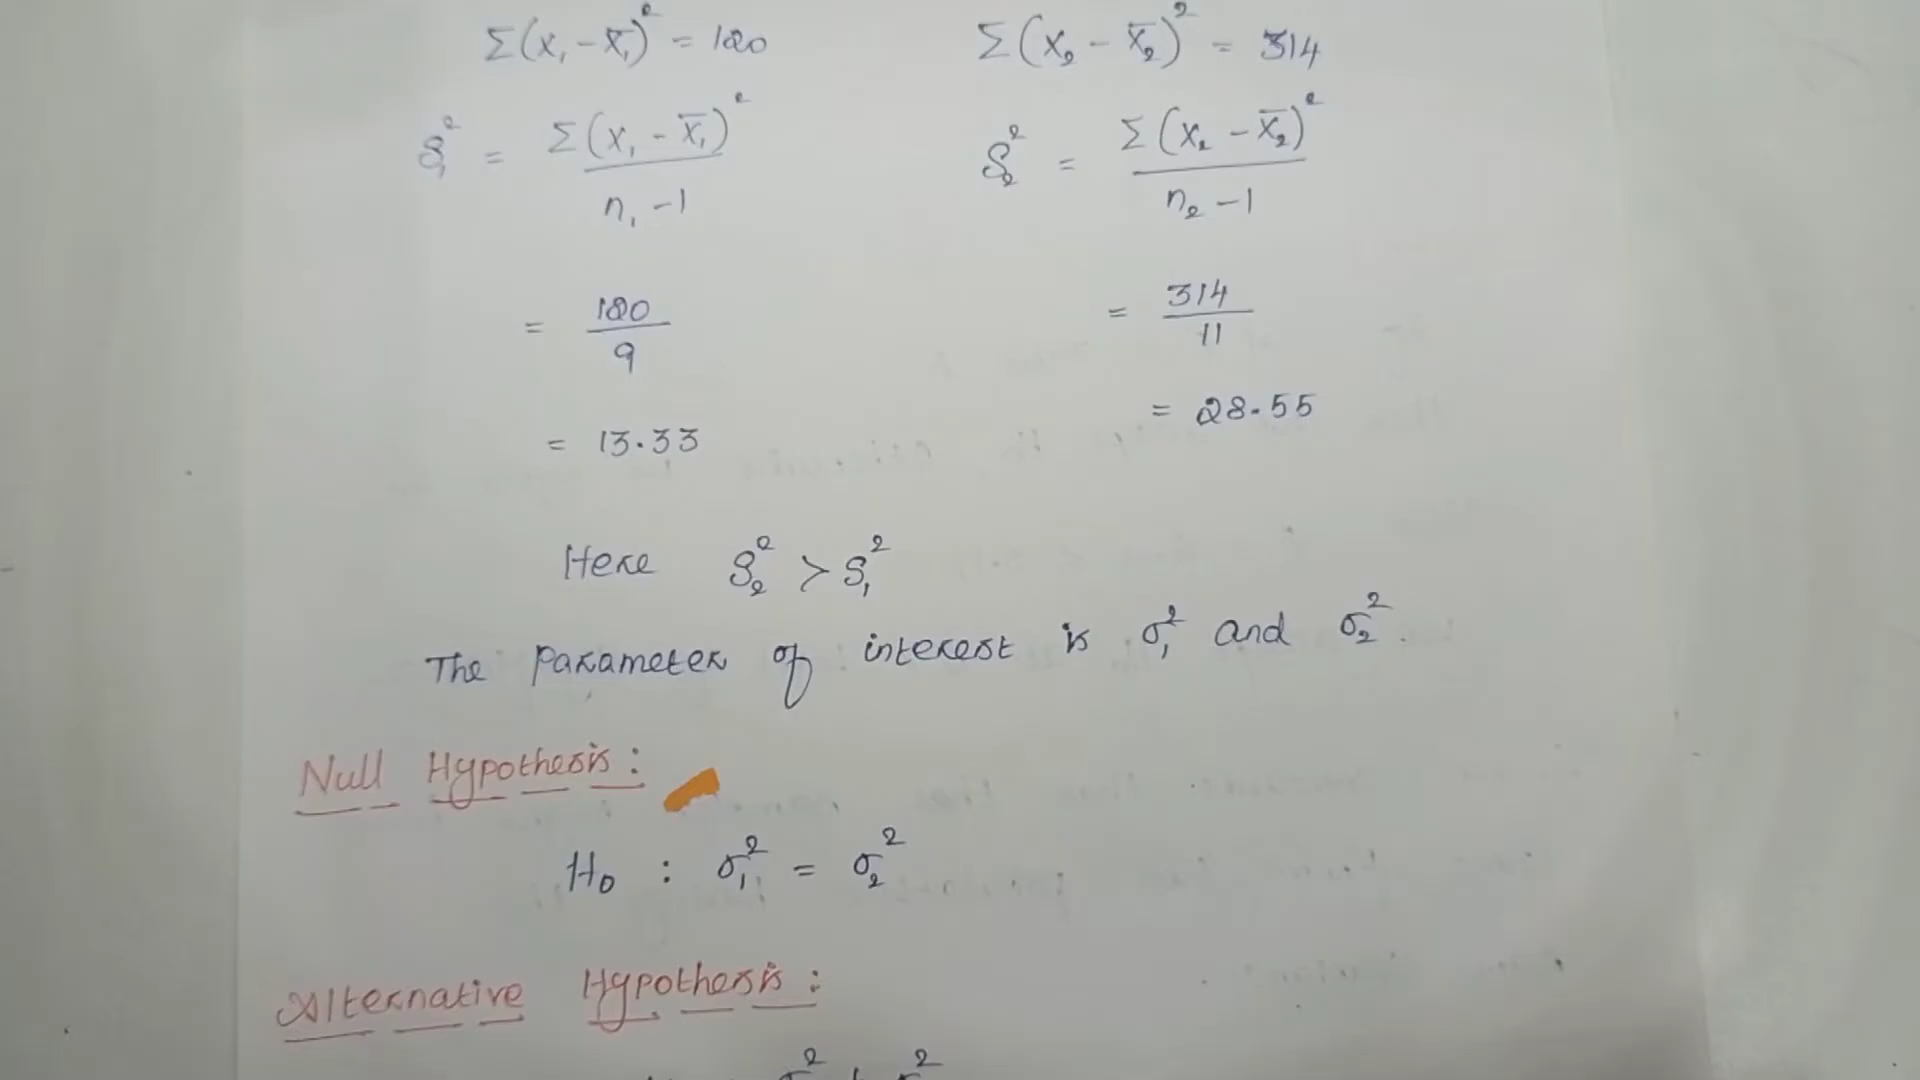 Σ(x₁ - x̄₁)² = 120
Σ(x₂ - x̄₂)² = 314
S₁² = Σ(x₁ - x̄₁)² / n₁ - 1
S₂² = Σ(x₂ - x̄₂)² / n₂ - 1
= 120 / 9
= 314 / 11
= 13.33
= 28.55
Here S₂² > S₁²
The parameter of interest is σ₁² and σ₂².
Null Hypothesis:
H₀ : σ₁² = σ₂²
Alternative Hypothesis: